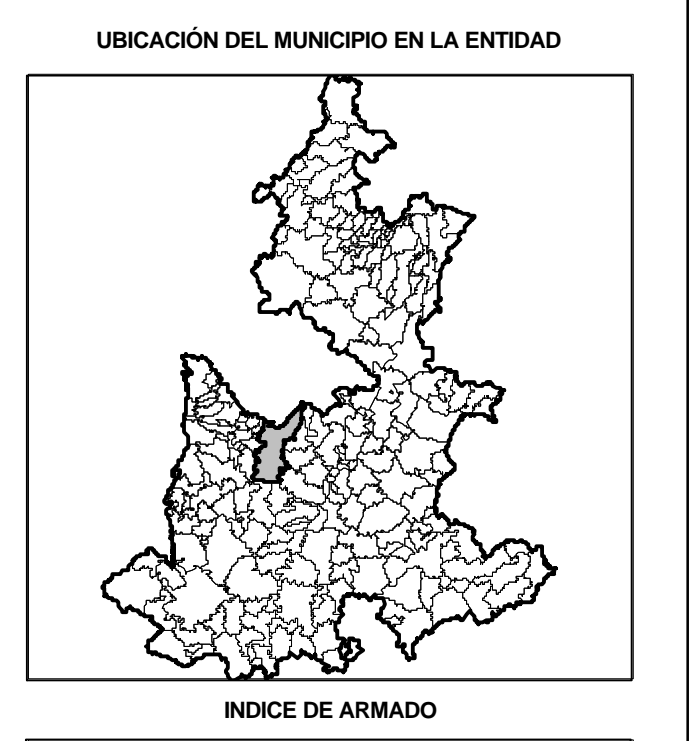 UBICACIÓN DEL MUNICIPIO EN LA ENTIDAD
INDICE DE ARMADO